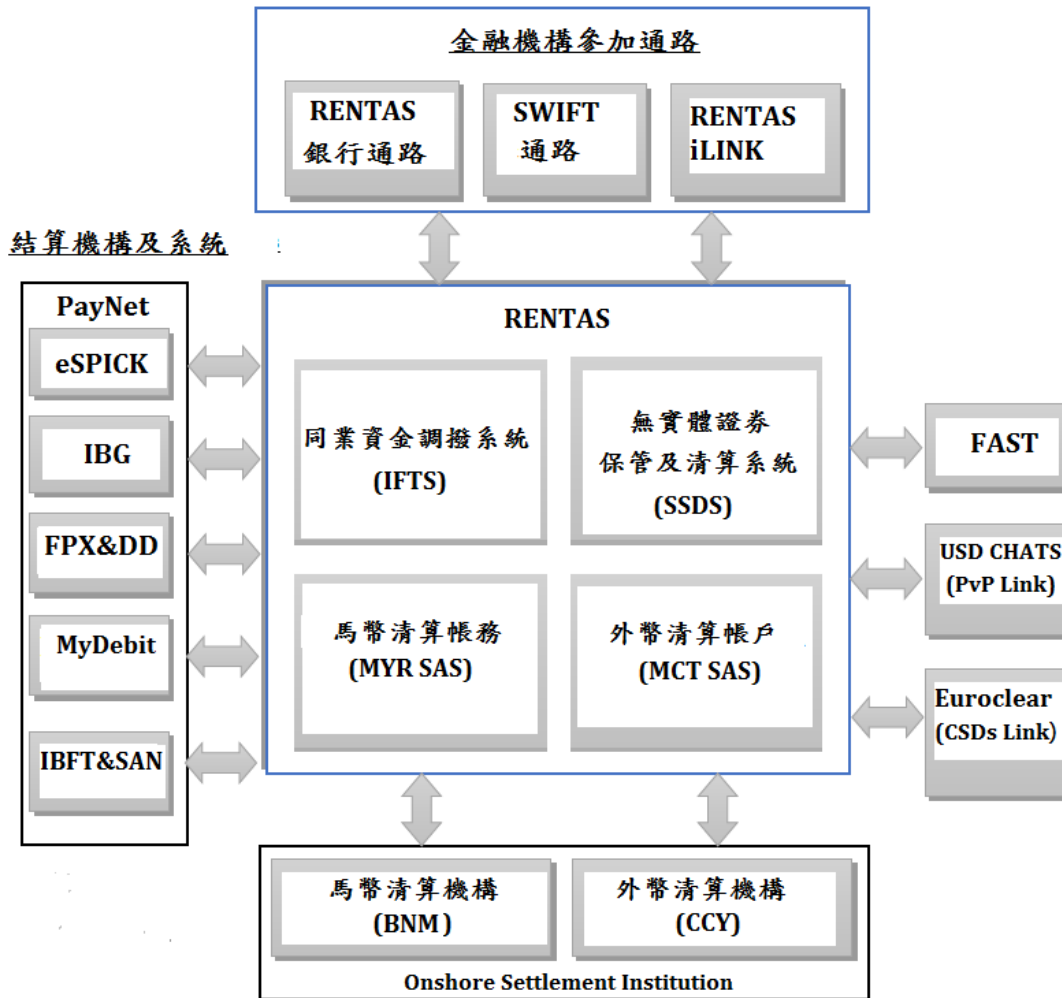 金融機構參加通路
RENTAS
銀行通路
SWIFT
通路
RENTAS
iLINK
結算機構及系統
PayNet
eSPICK
IBG
FPX&DD
MyDebit
IBFT&SAN
RENTAS
同業資金調撥系統
(IFTS)
無實體證券
保管及清算系統
(SSDS)
馬幣清算帳務
(MYR SAS)
外幣清算帳戶
(MCT SAS)
FAST
USD CHATS
(PvP Link)
Euroclear
(CSDs Link)
馬幣清算機構
(BNM)
外幣清算機構
(CCY)
Onshore Settlement Institution